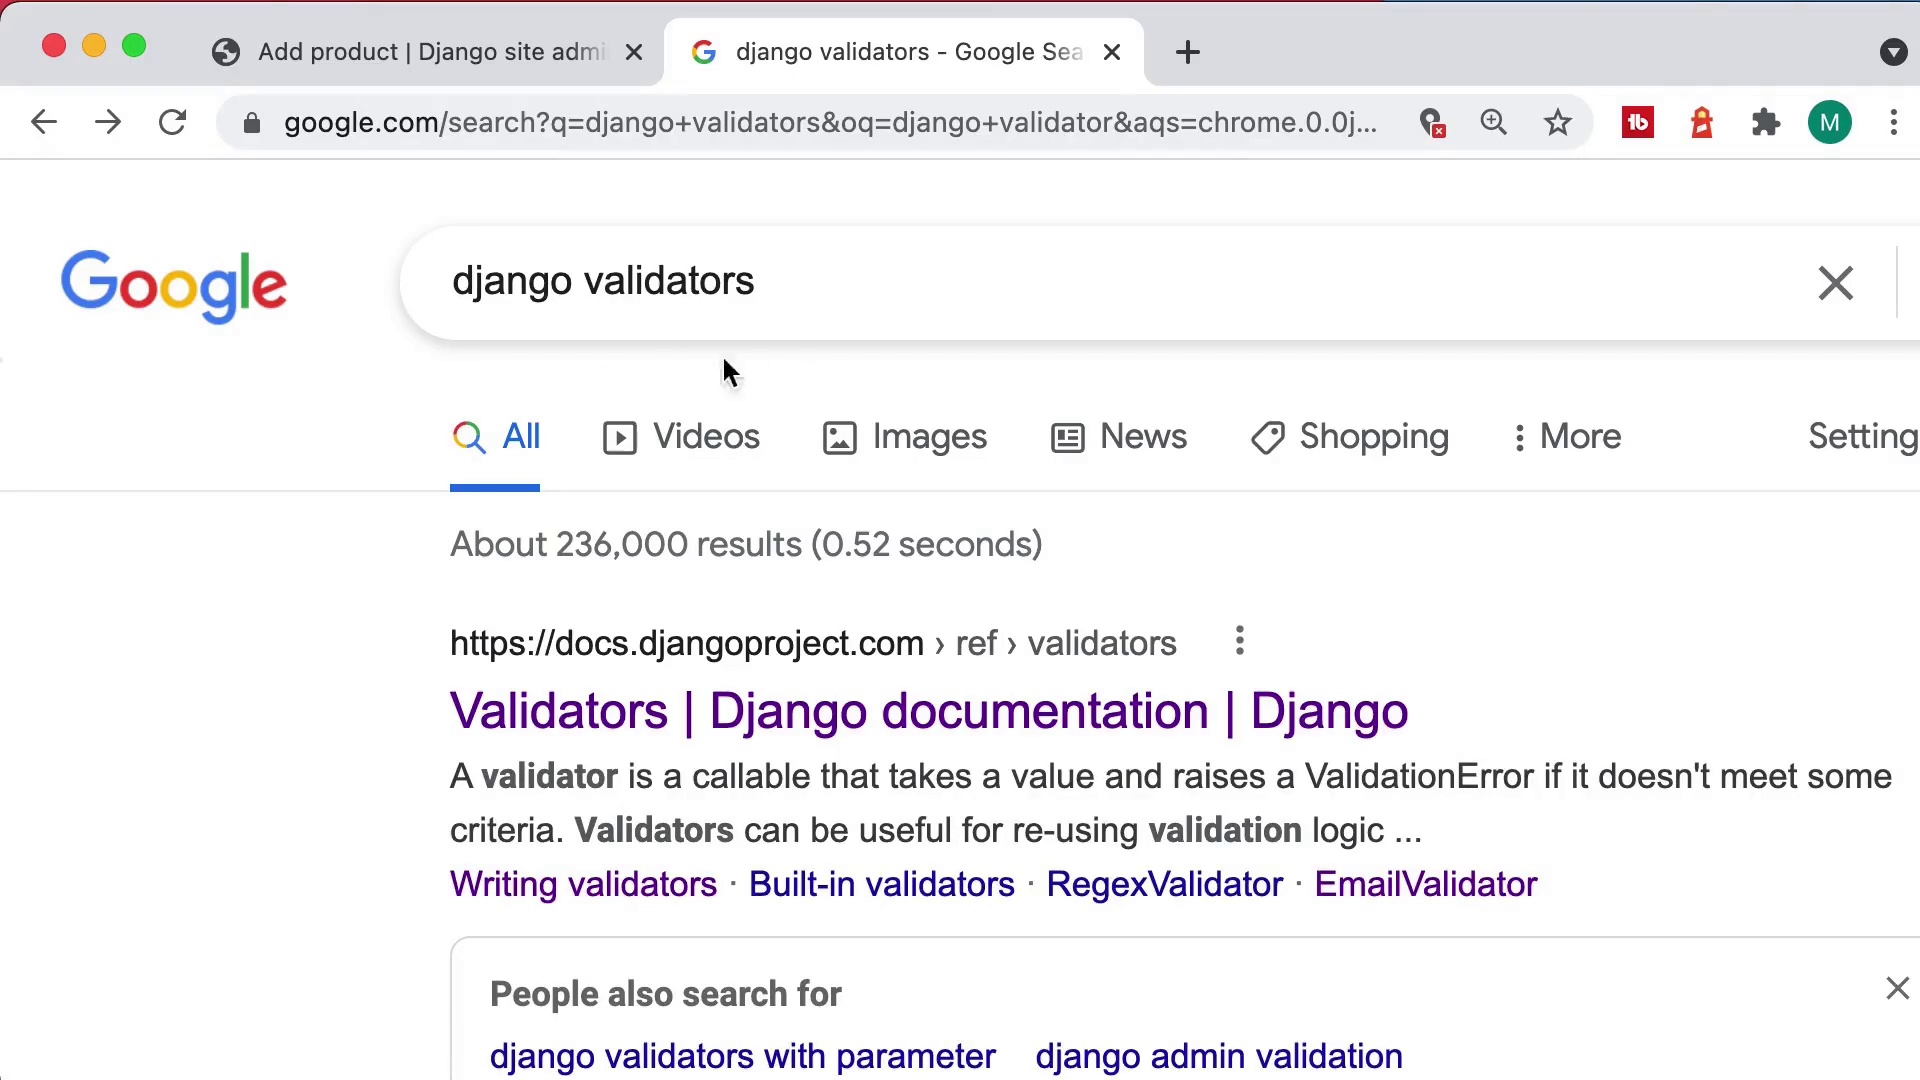 Add product | Django site admi
django validators - Google Sea
google.com/search?q=django+validators&oq=django+validator&aqs=chrome.0.0j...
M
Google
django validators
All
Videos
Images
News
Shopping
More
Setting
About 236,000 results (0.52 seconds)
https://docs.djangoproject.com › ref › validators
Validators | Django documentation | Django
A validator is a callable that takes a value and raises a ValidationError if it doesn't meet some
criteria. Validators can be useful for re-using validation logic ...
Writing validators · Built-in validators · RegexValidator · EmailValidator
People also search for
django validators with parameter django admin validation